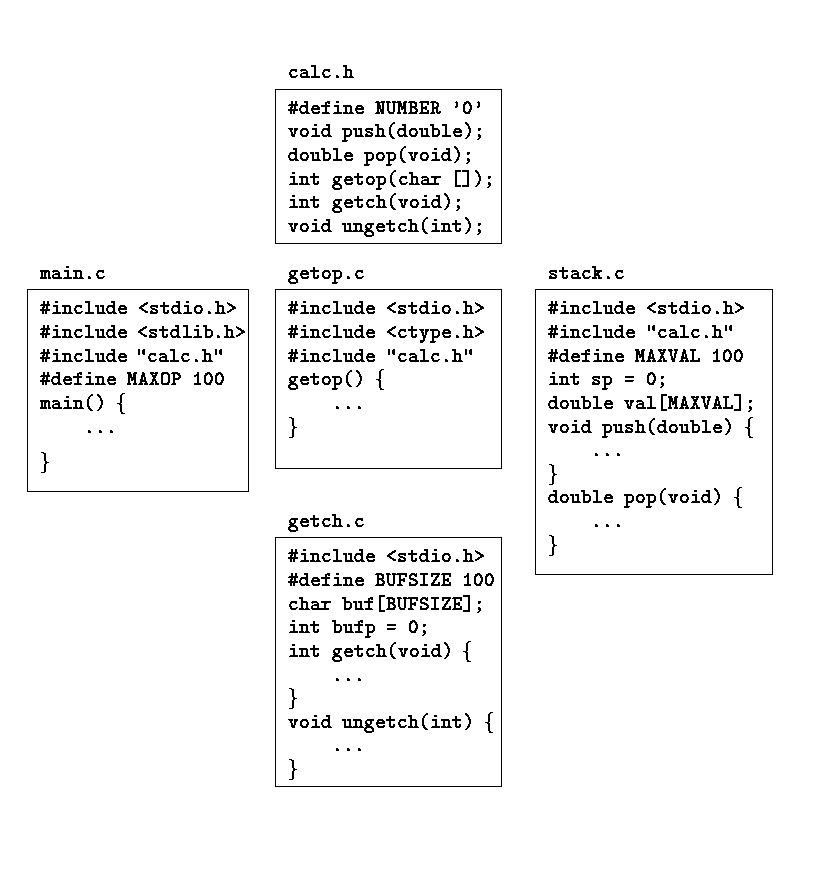 calc.h
#define NUMBER '0'
void push(double);
double pop(void);
int getop(char []);
int getch(void);
void ungetch(int);
main.c
#include <stdio.h>
#include <stdlib.h>
#include "calc.h"
#define MAXOP 100
main() {
...
}
getop.c
#include <stdio.h>
#include <ctype.h>
#include "calc.h"
getop() {
...
}
getch.c
#include <stdio.h>
#define BUFSIZE 100
char buf[BUFSIZE];
int bufp = 0;
int getch(void) {
...
}
void ungetch(int) {
...
}
stack.c
#include <stdio.h>
#include "calc.h"
#define MAXVAL 100
int sp = 0;
double val[MAXVAL];
void push(double) {
...
}
double pop(void) {
...
}